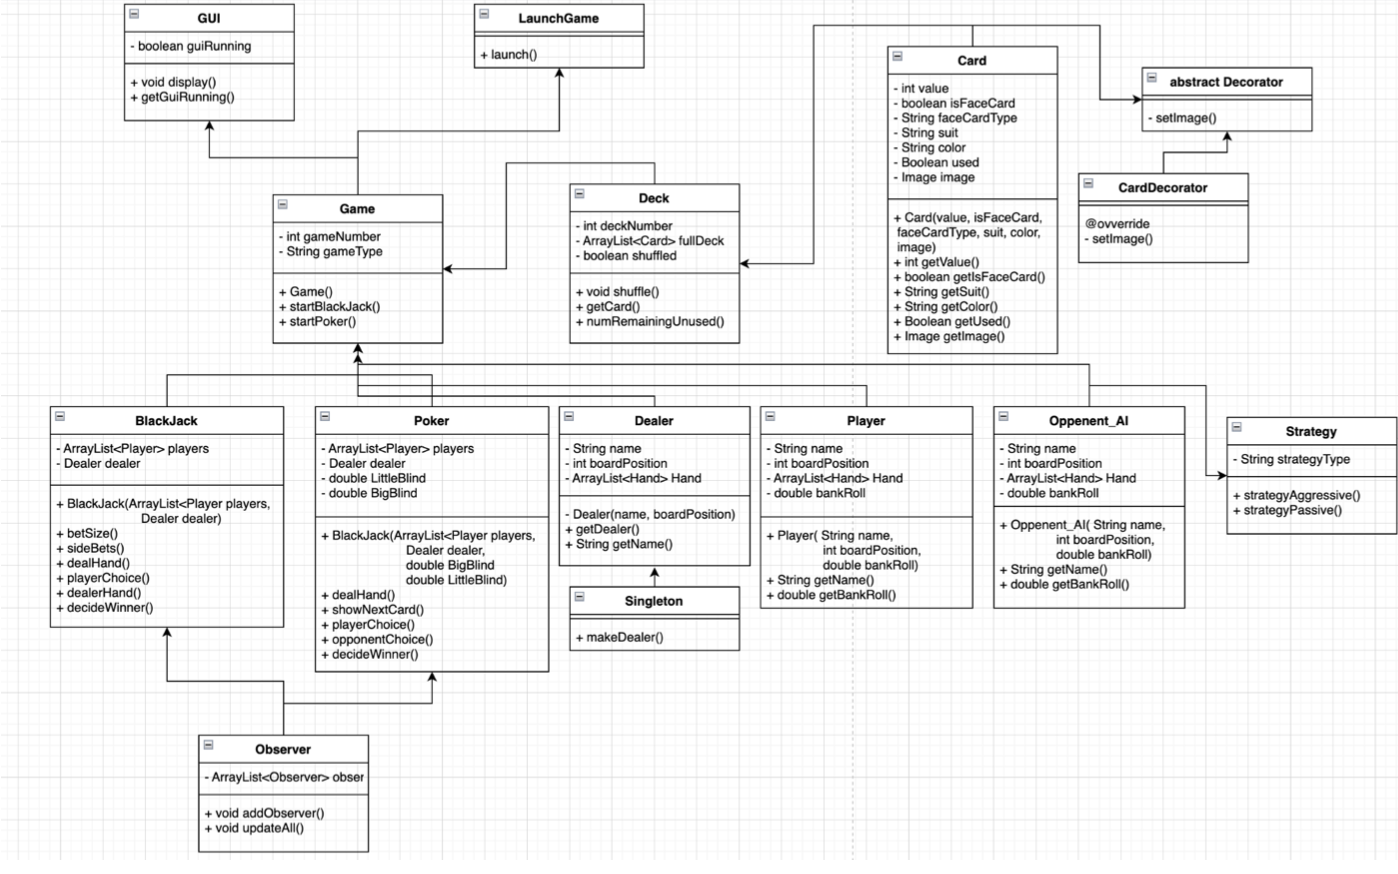 GUI
- boolean guiRunning
+ void display()
+ getGuiRunning()
LaunchGame
+ launch()
Card
- int value
- boolean isFaceCard
- String faceCardType
- String suit
- String color
- Boolean used
- Image image
+ Card(value, isFaceCard,
faceCardType, suit, color,
image)
+ int getValue()
+ boolean getIsFaceCard()
+ String getSuit()
+ String getColor()
+ Boolean getUsed()
+ Image getImage()
abstract Decorator
- setImage()
CardDecorator
@ovverride
- setImage()
Game
- int gameNumber
- String gameType
+ Game()
+ startBlackJack()
+ startPoker()
Deck
- int deckNumber
- ArrayList<Card> fullDeck
- boolean shuffled
+ void shuffle()
+ getCard()
+ numRemainingUnused()
BlackJack
- ArrayList<Player> players
- Dealer dealer
+ BlackJack(ArrayList<Player players,
Dealer dealer)
+ betSize()
+ sideBets()
+ dealHand()
+ playerChoice()
+ dealerHand()
+ decideWinner()
Poker
- ArrayList<Player> players
- Dealer dealer
- double LittleBlind
- double BigBlind
+ BlackJack(ArrayList<Player players,
Dealer dealer,
double BigBlind
double LittleBlind)
+ dealHand()
+ showNextCard()
+ playerChoice()
+ opponentChoice()
+ decideWinner()
Dealer
- String name
- int boardPosition
- ArrayList<Hand> Hand
- Dealer(name, boardPosition)
+ getDealer()
+ String getName()
Singleton
+ makeDealer()
Player
- String name
- int boardPosition
- ArrayList<Hand> Hand
- double bankRoll
+ Player( String name,
int boardPosition,
double bankRoll)
+ String getName()
+ double getBankRoll()
Oppenent_AI
- String name
- int boardPosition
- ArrayList<Hand> Hand
- double bankRoll
+ Oppenent_AI( String name,
int boardPosition,
double bankRoll)
+ String getName()
+ double getBankRoll()
Strategy
- String strategyType
+ strategyAggressive()
+ strategyPassive()
Observer
- ArrayList<Observer> obser
+ void addObserver()
+ void updateAll()